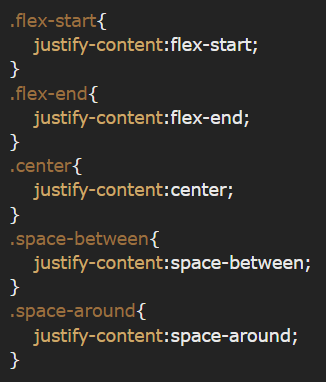 .flex-start{
justify-content:flex-start;
}
.flex-end{
justify-content:flex-end;
}
.center{
justify-content:center;
}
.space-between{
justify-content:space-between;
}
.space-around{
justify-content:space-around;
}